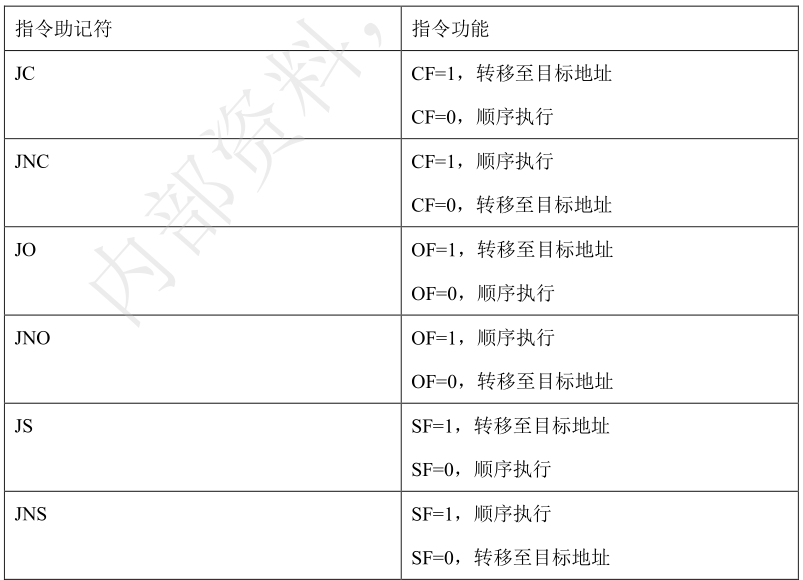 指令助记符 指令功能
JC CF=1，转移至目标地址
CF=0，顺序执行
JNC CF=1，顺序执行
CF=0，转移至目标地址
JO OF=1，转移至目标地址
OF=0，顺序执行
JNO OF=1，顺序执行
OF=0，转移至目标地址
JS SF=1，转移至目标地址
SF=0，顺序执行
JNS SF=1，顺序执行
SF=0，转移至目标地址
内部资料，